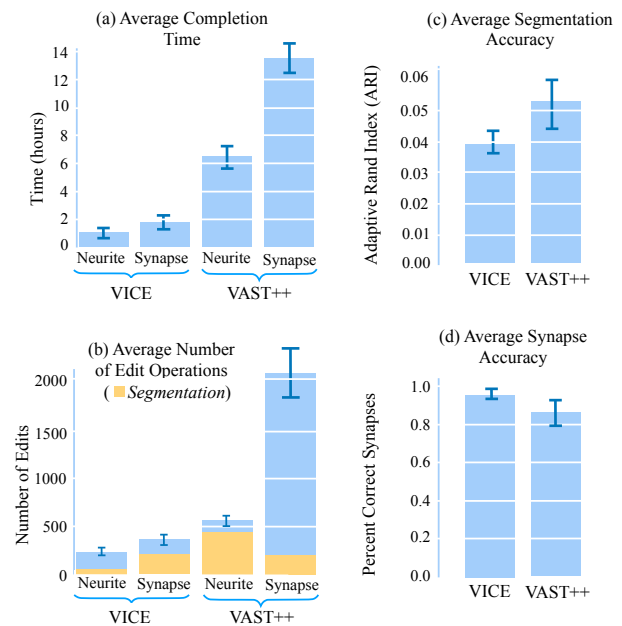 (a) Average Completion
Time
Time (hours)
14
12
10
8
6
4
2
0
Neurite Synapse Neurite Synapse
VICE VAST++
(c) Average Segmentation
Accuracy
Adaptive Rand Index (ARI)
0.06
0.05
0.04
0.03
0.02
0.01
0.00
VICE VAST++
(b) Average Number
of Edit Operations
( Segmentation)
Number of Edits
2000
1500
1000
500
0
Neurite Synapse Neurite Synapse
VICE VAST++
(d) Average Synapse
Accuracy
Percent Correct Synapses
1.0
0.8
0.6
0.4
0.2
0.0
VICE VAST++